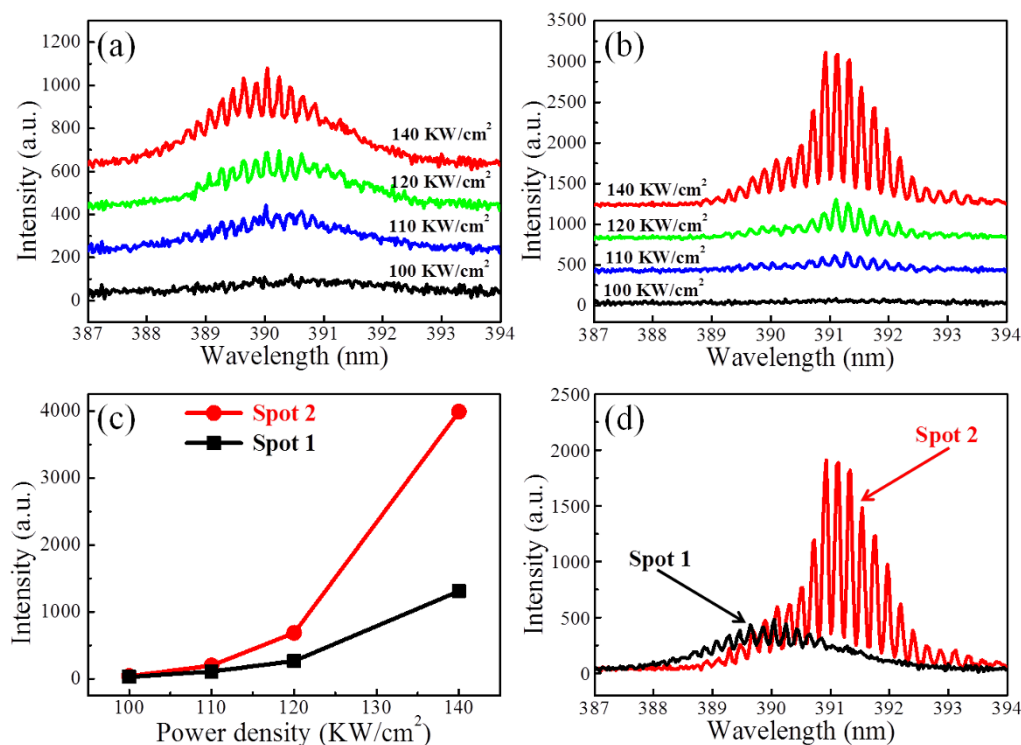 (a)
1200
1000
800
600
400
200
0
Intensity (a.u.)
140 KW/cm²
120 KW/cm²
110 KW/cm²
100 KW/cm²
387 388 389 390 391 392 393 394
Wavelength (nm)
(b)
3500
3000
2500
2000
1500
1000
500
0
Intensity (a.u.)
140 KW/cm²
120 KW/cm²
110 KW/cm²
100 KW/cm²
387 388 389 390 391 392 393 394
Wavelength (nm)
(c)
Spot 2
Spot 1
4000
3000
2000
1000
0
Intensity (a.u.)
100 105 110 115 120 125 130 135 140
Power density (KW/cm²)
(d)
2500
2000
1500
1000
500
0
Intensity (a.u.)
Spot 2
Spot 1
387 388 389 390 391 392 393 394
Wavelength (nm)